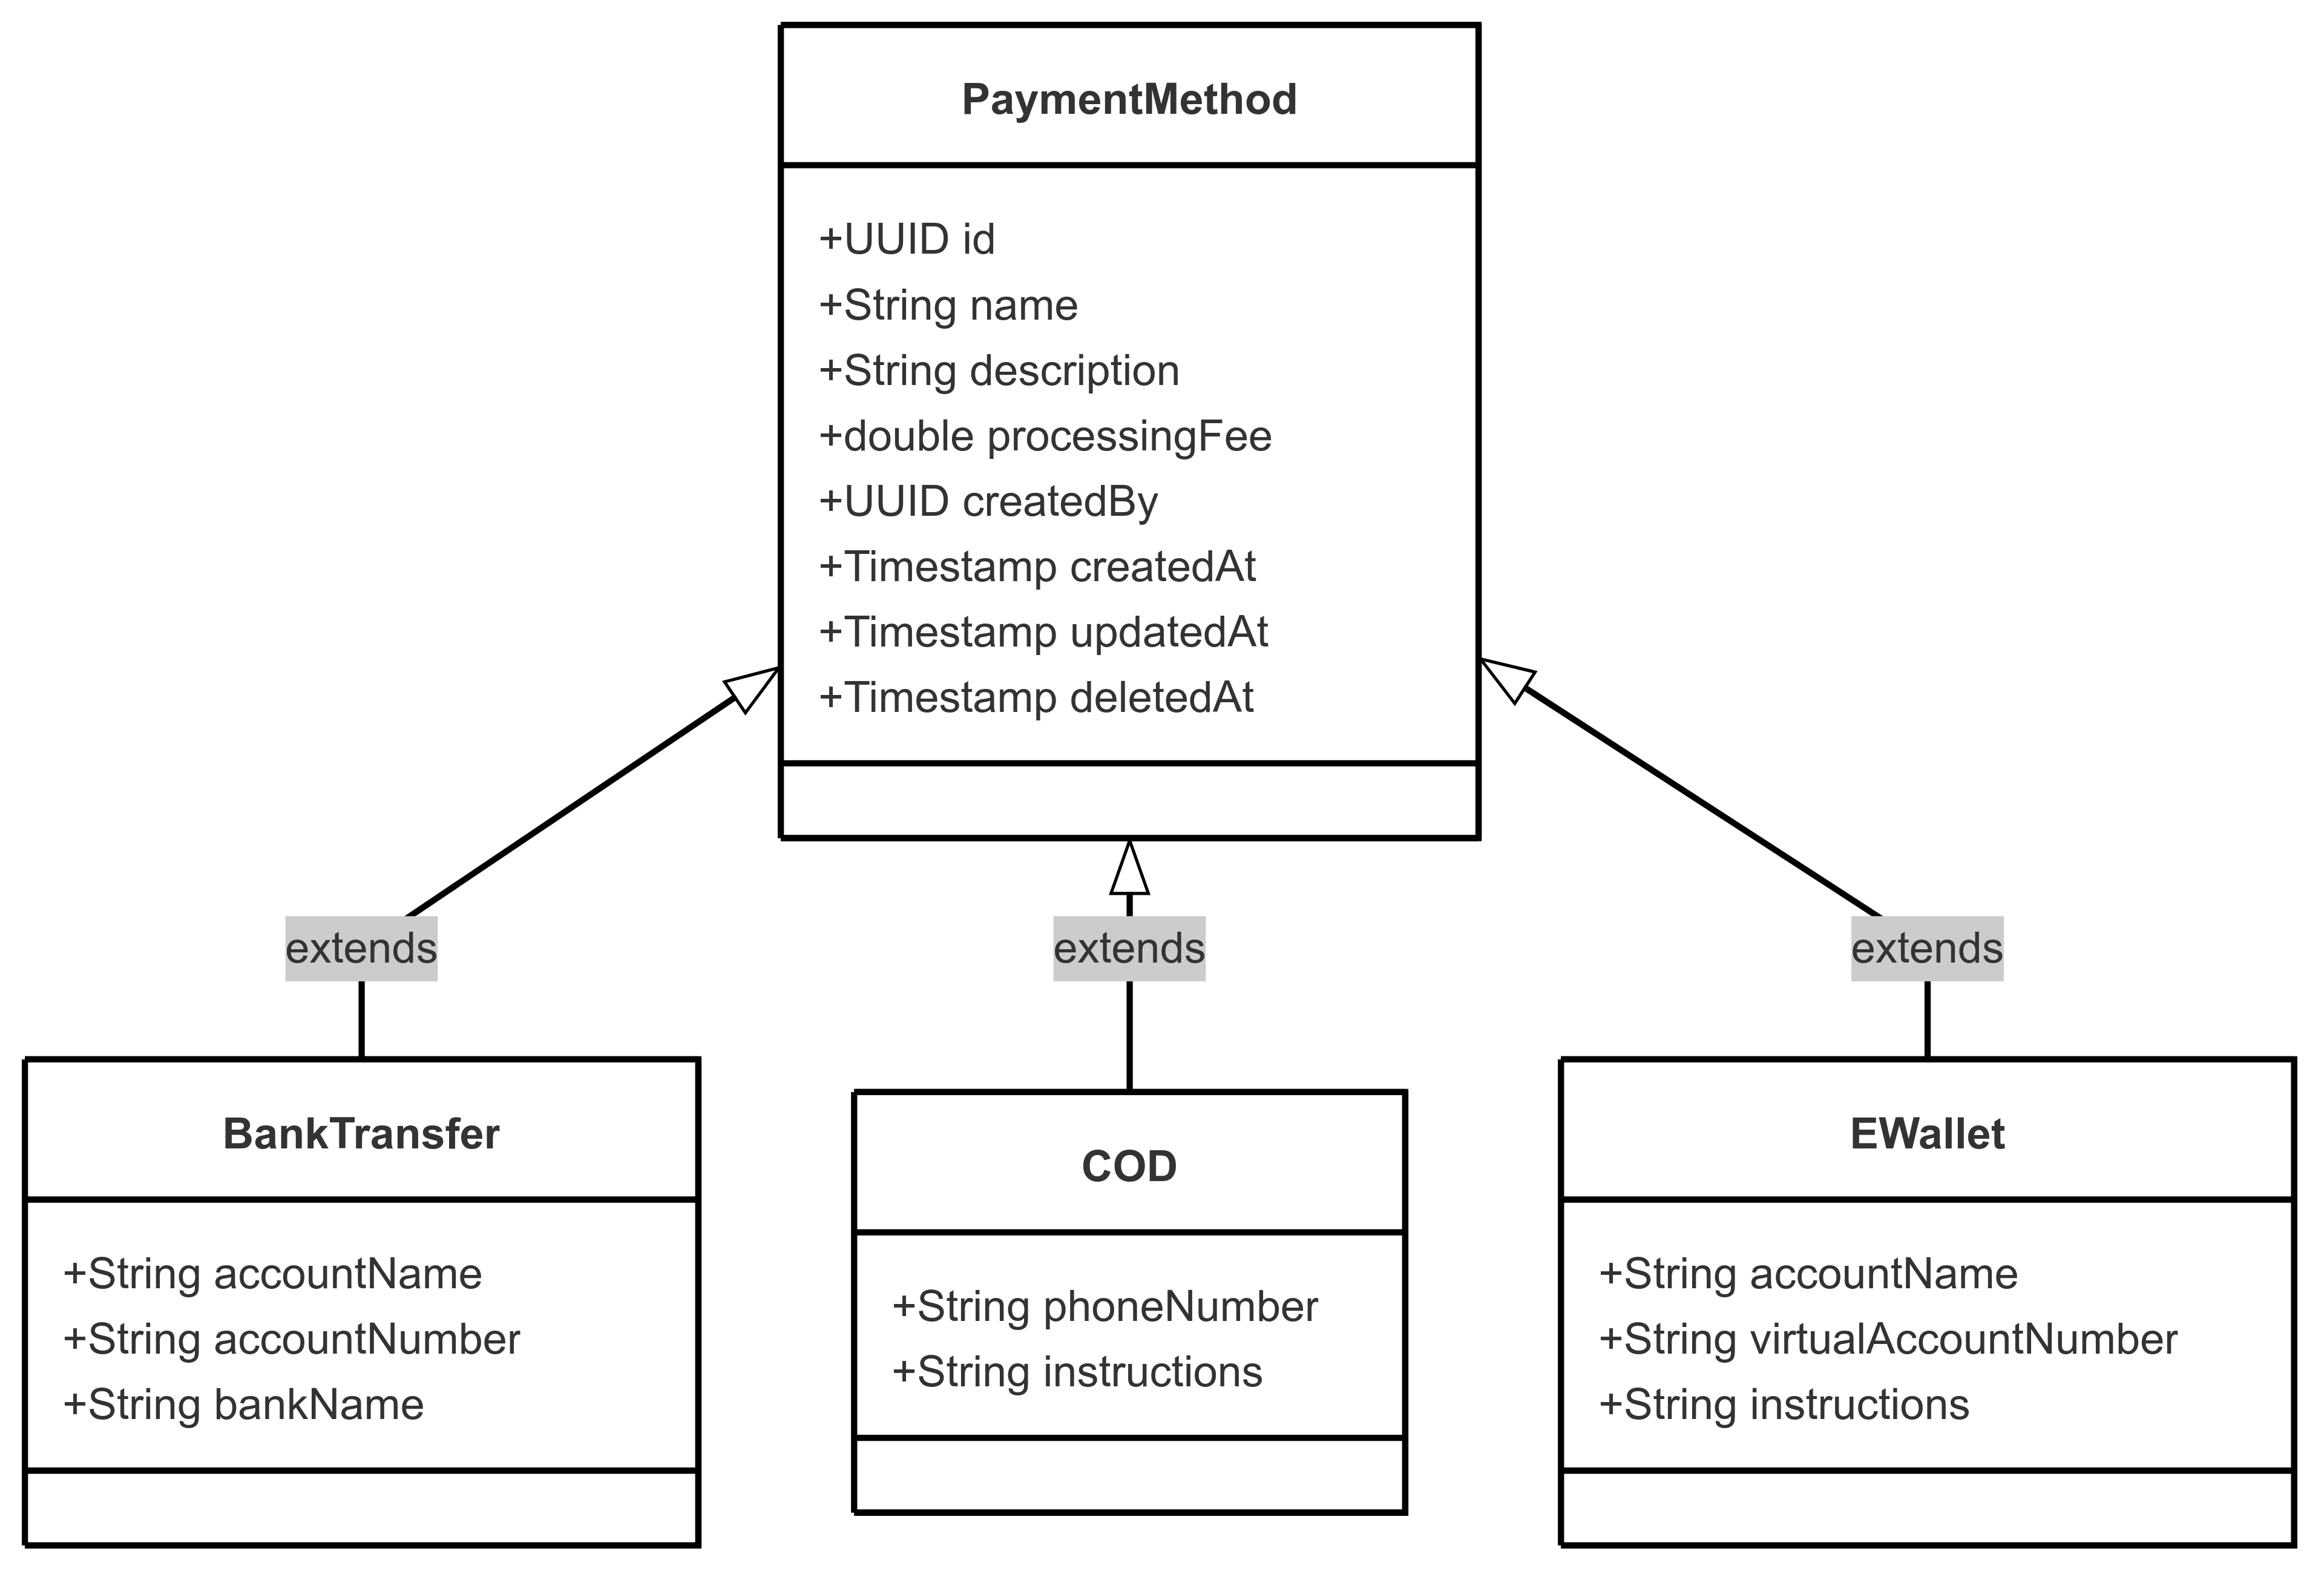 PaymentMethod
+UUID id
+String name
+String description
+double processingFee
+UUID createdBy
+Timestamp createdAt
+Timestamp updatedAt
+Timestamp deletedAt
extends
extends
extends
BankTransfer
+String accountName
+String accountNumber
+String bankName
COD
+String phoneNumber
+String instructions
EWallet
+String accountName
+String virtualAccountNumber
+String instructions